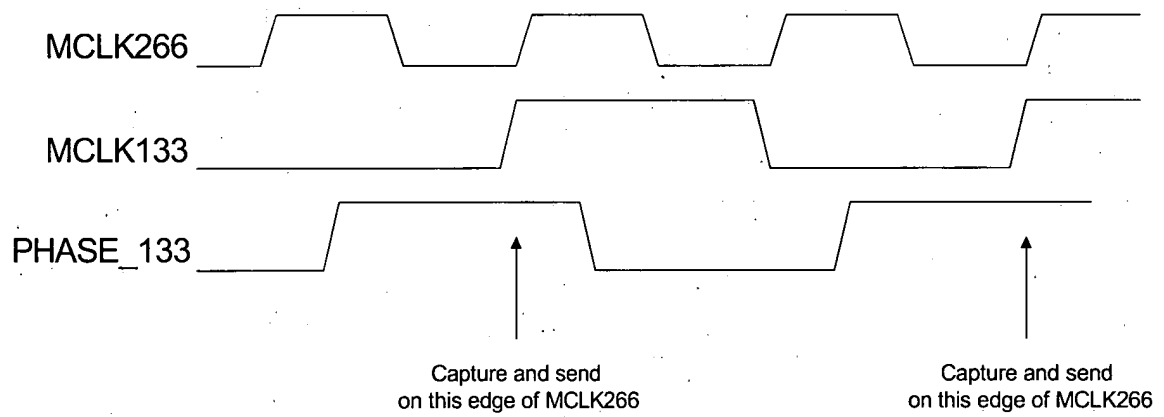 MCLK266
MCLK133
PHASE_133
Capture and send
on this edge of MCLK266
Capture and send
on this edge of MCLK266